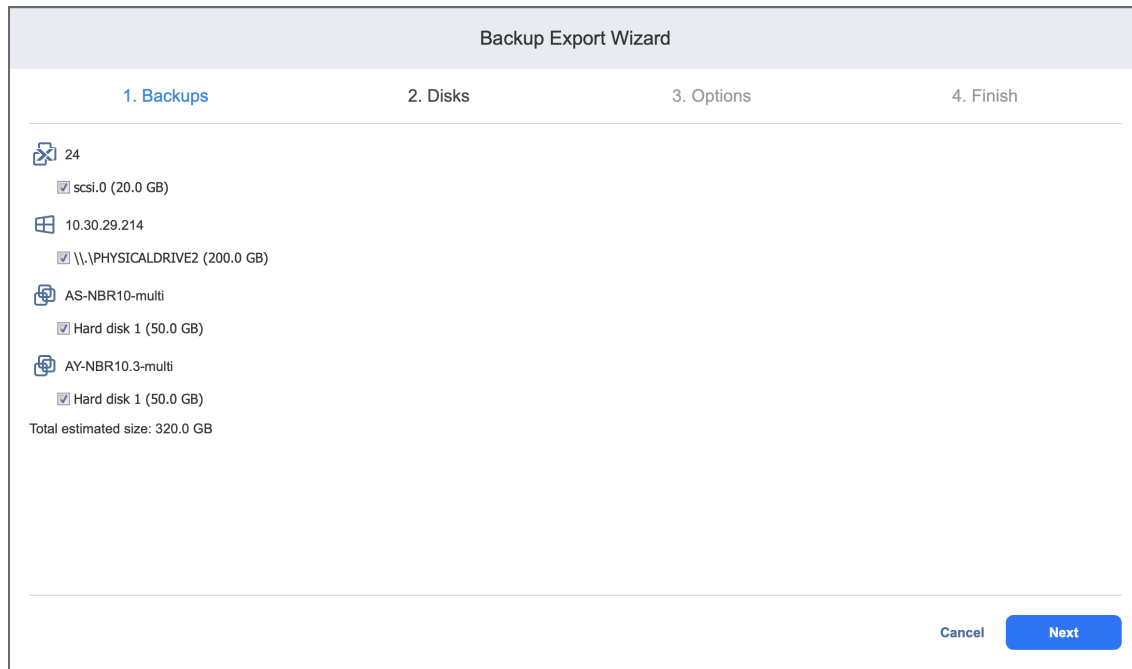 Backup Export Wizard
1. Backups 2. Disks 3. Options 4. Finish
24
scsi.0 (20.0 GB)
10.30.29.214
\\.\PHYSICALDRIVE2 (200.0 GB)
AS-NBR10-multi
Hard disk 1 (50.0 GB)
AY-NBR10.3-multi
Hard disk 1 (50.0 GB)
Total estimated size: 320.0 GB
Cancel Next